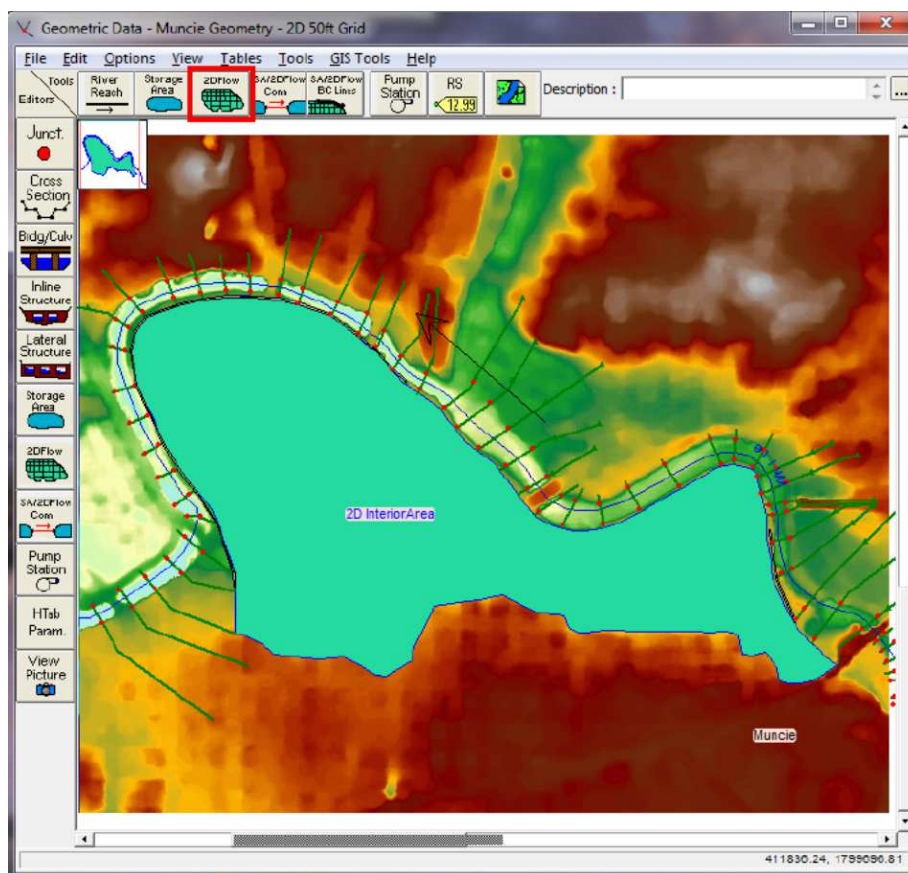 Geometric Data - Muncie Geometry - 2D 50ft Grid
File Edit Options View Tables Tools GIS Tools Help
Tools
Editors
River
Reach
Storage
Area
2DFlow
SA/2DFlow
Conn
SA/2DFlow
BC Lines
Pump
Station
RS
12.99
Description :
...
Junct.
Cross
Section
Brdg/Culv
Inline
Structure
Lateral
Structure
Storage
Area
2DFlow
SA/2DFlow
Conn
Pump
Station
HTab
Param.
View
Picture
2D InteriorArea
Muncie
411836.24, 1799696.81